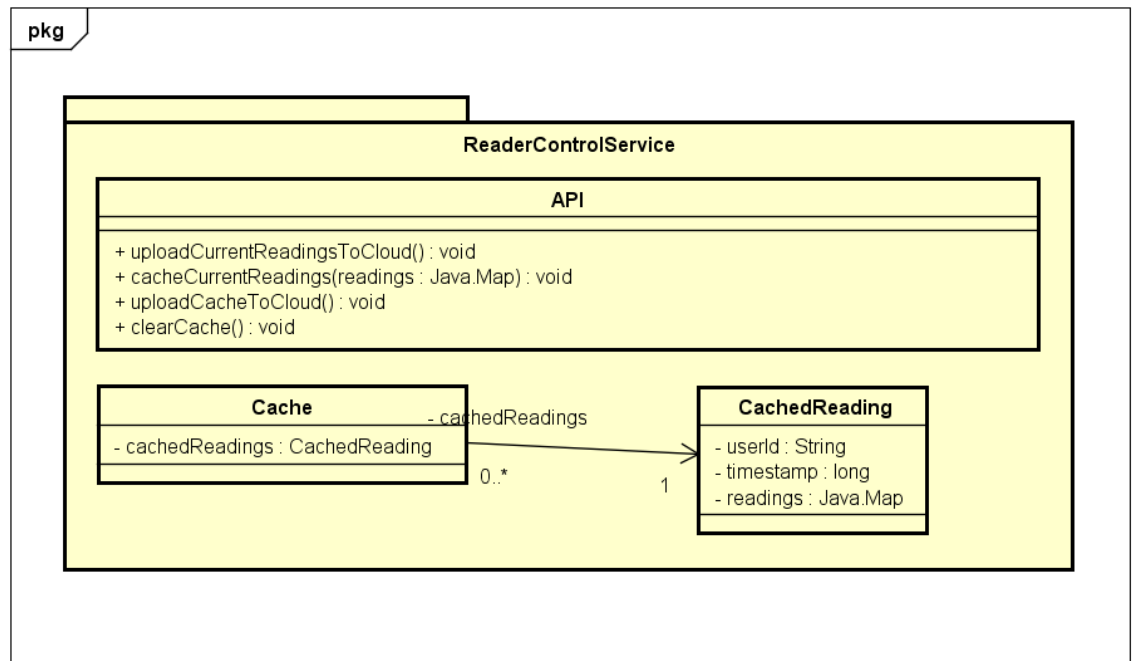 pkg
ReaderControlService
API
+ uploadCurrentReadingsToCloud() : void
+ cacheCurrentReadings(readings : Java.Map) : void
+ uploadCacheToCloud() : void
+ clearCache() : void
Cache
- cachedReadings : CachedReading
- cachedReadings
0..*
1
CachedReading
- userId : String
- timestamp : long
- readings : Java.Map